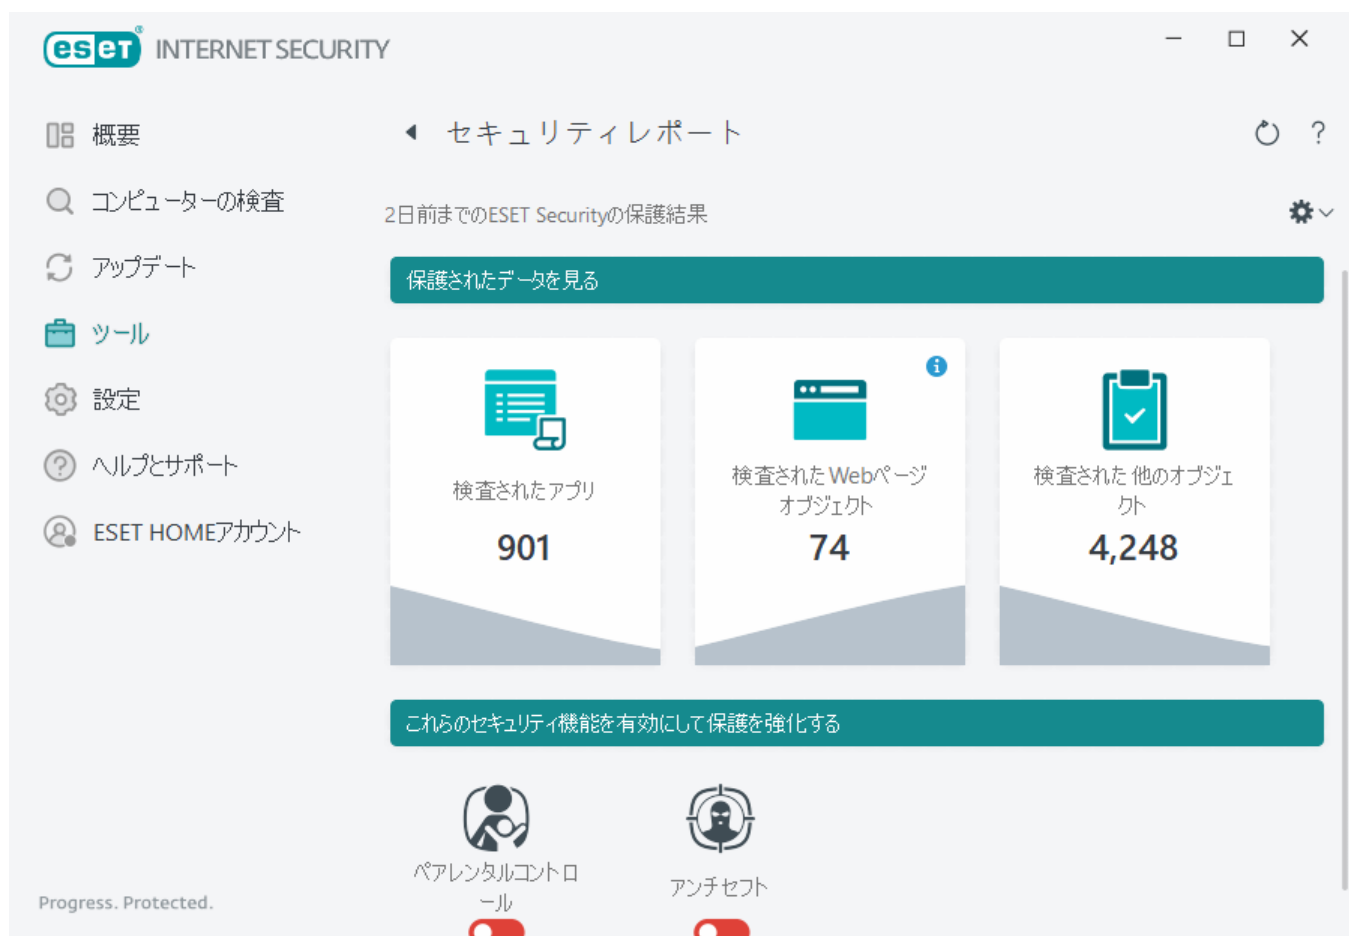 eset® INTERNET SECURITY
概要
コンピューターの検査
アップデート
ツール
設定
ヘルプとサポート
ESET HOMEアカウント
Progress. Protected.
セキュリティレポート
?
2日前までのESET Securityの保護結果
保護されたデータを見る
検査されたアプリ
901
検査されたWebページ
オブジェクト
74
検査された他のオブジェ
クト
4,248
これらのセキュリティ機能を有効にして保護を強化する
ペアレンタルコントロ
ール
アンチセフト